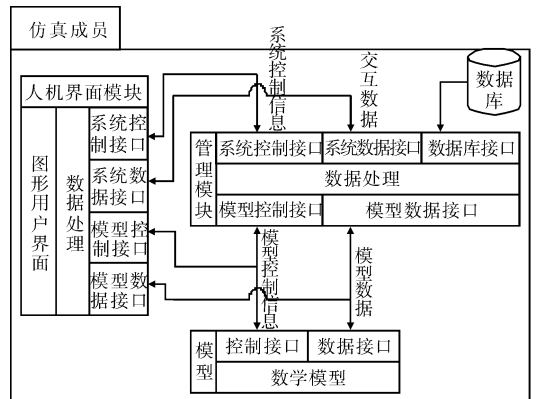 仿真成员
人机界面模块
图形用户界面
数据处理
系统控
制接口
系统数
据接口
模型控
制接口
模型数
据接口
系统控制信息
交互数据
数据
库
管理模块
系统控制接口
系统数据接口
数据库接口
数据处理
模型控制接口
模型数据接口
模型控制信息
模型数据
模型
控制接口
数据接口
数学模型